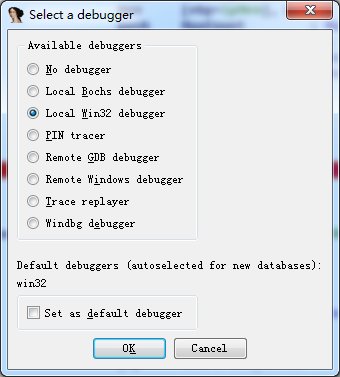 Select a debugger
Available debuggers
No debugger
Local Bochs debugger
Local Win32 debugger
PIN tracer
Remote GDB debugger
Remote Windows debugger
Trace replayer
Windbg debugger
Default debuggers (autoselected for new databases):
win32
Set as default debugger
OK
Cancel